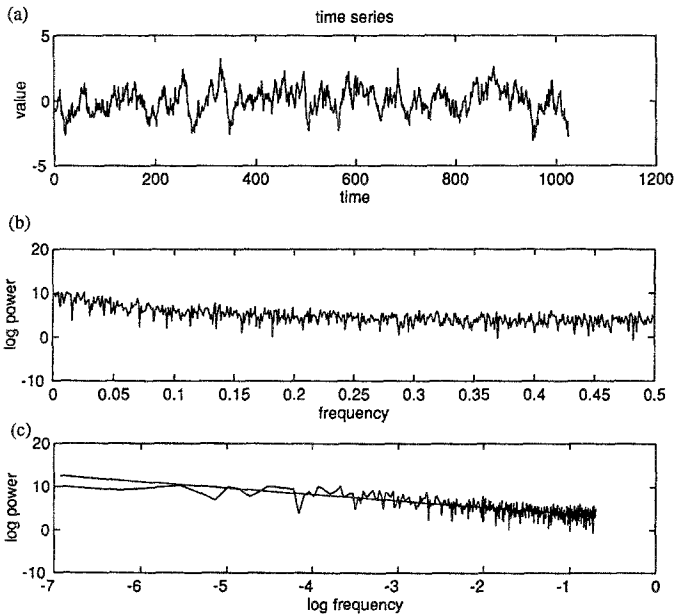 (a)
time series
5
0
-5
value
0 200 400 600 800 1000 1200
time
(b)
20
10
0
-10
log power
0 0.05 0.1 0.15 0.2 0.25 0.3 0.35 0.4 0.45 0.5
frequency
(c)
20
10
0
-10
log power
-7 -6 -5 -4 -3 -2 -1 0
log frequency